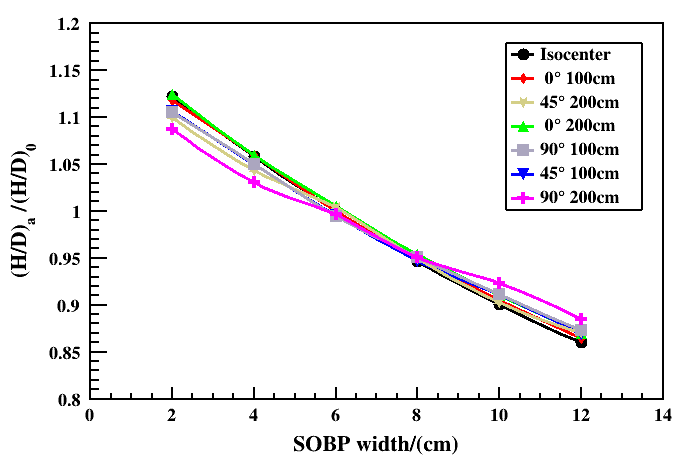 1.2
1.15
1.1
1.05
1
0.95
0.9
0.85
0.8
(H/D)a /(H/D)0
Isocenter
0° 100cm
45° 200cm
0° 200cm
90° 100cm
45° 100cm
90° 200cm
0 2 4 6 8 10 12 14
SOBP width/(cm)